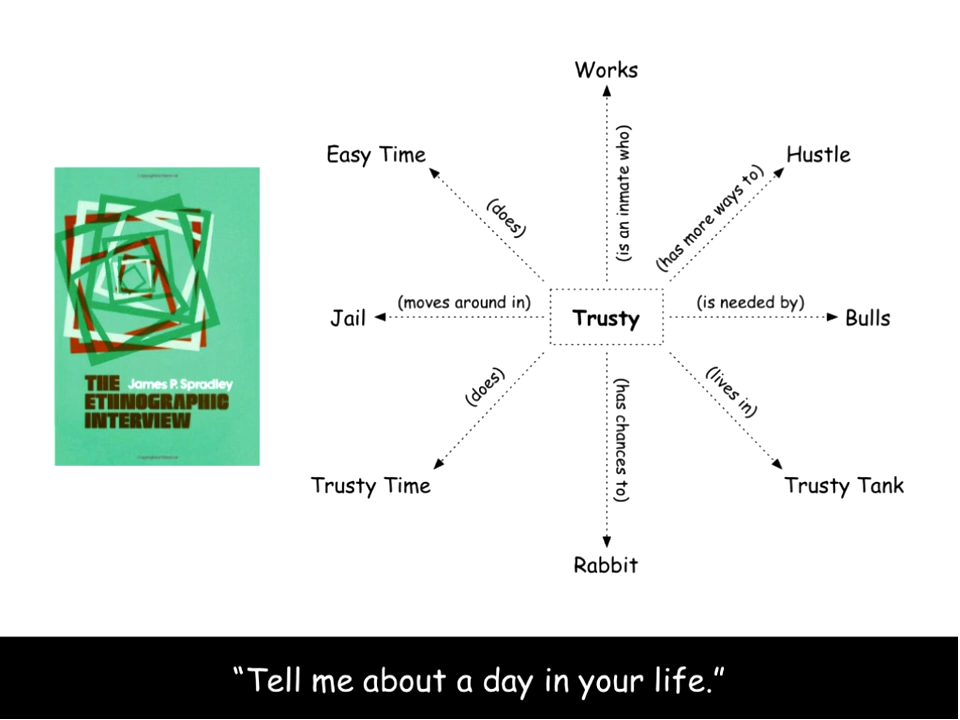 Works
Easy Time
Hustle
(is an inmate who)
(does)
(has more ways to)
THE James P. Spradley
ETHNOGRAPHIC
INTERVIEW
Jail
(moves around in)
Trusty
(is needed by)
Bulls
(does)
(has chances to)
(lives in)
Trusty Time
Trusty Tank
Rabbit
“Tell me about a day in your life.”